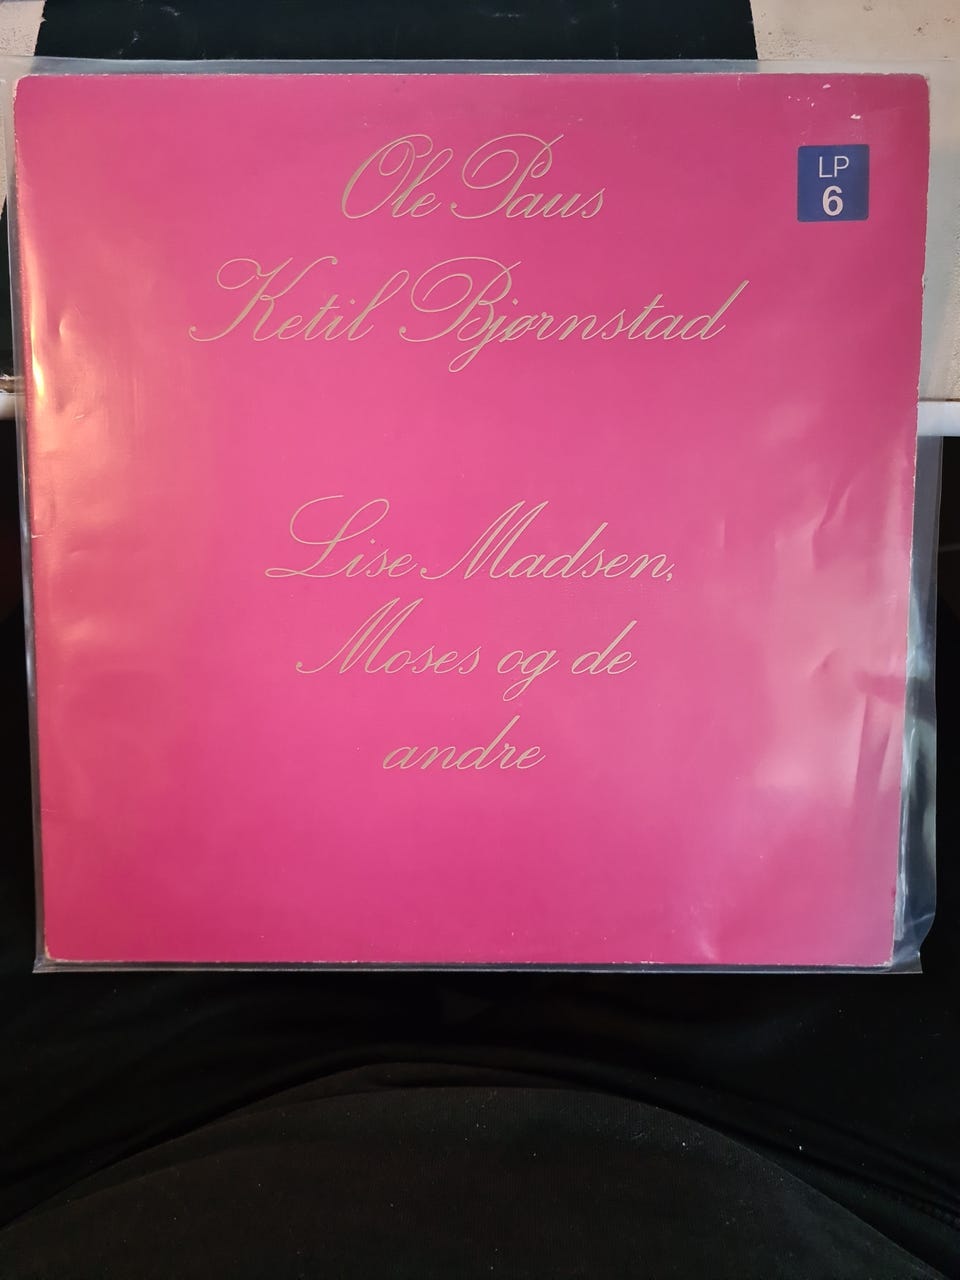 Ole Paus
LP
6
Ketil Bjørnstad
Lise Madsen,
Moses og de
andre